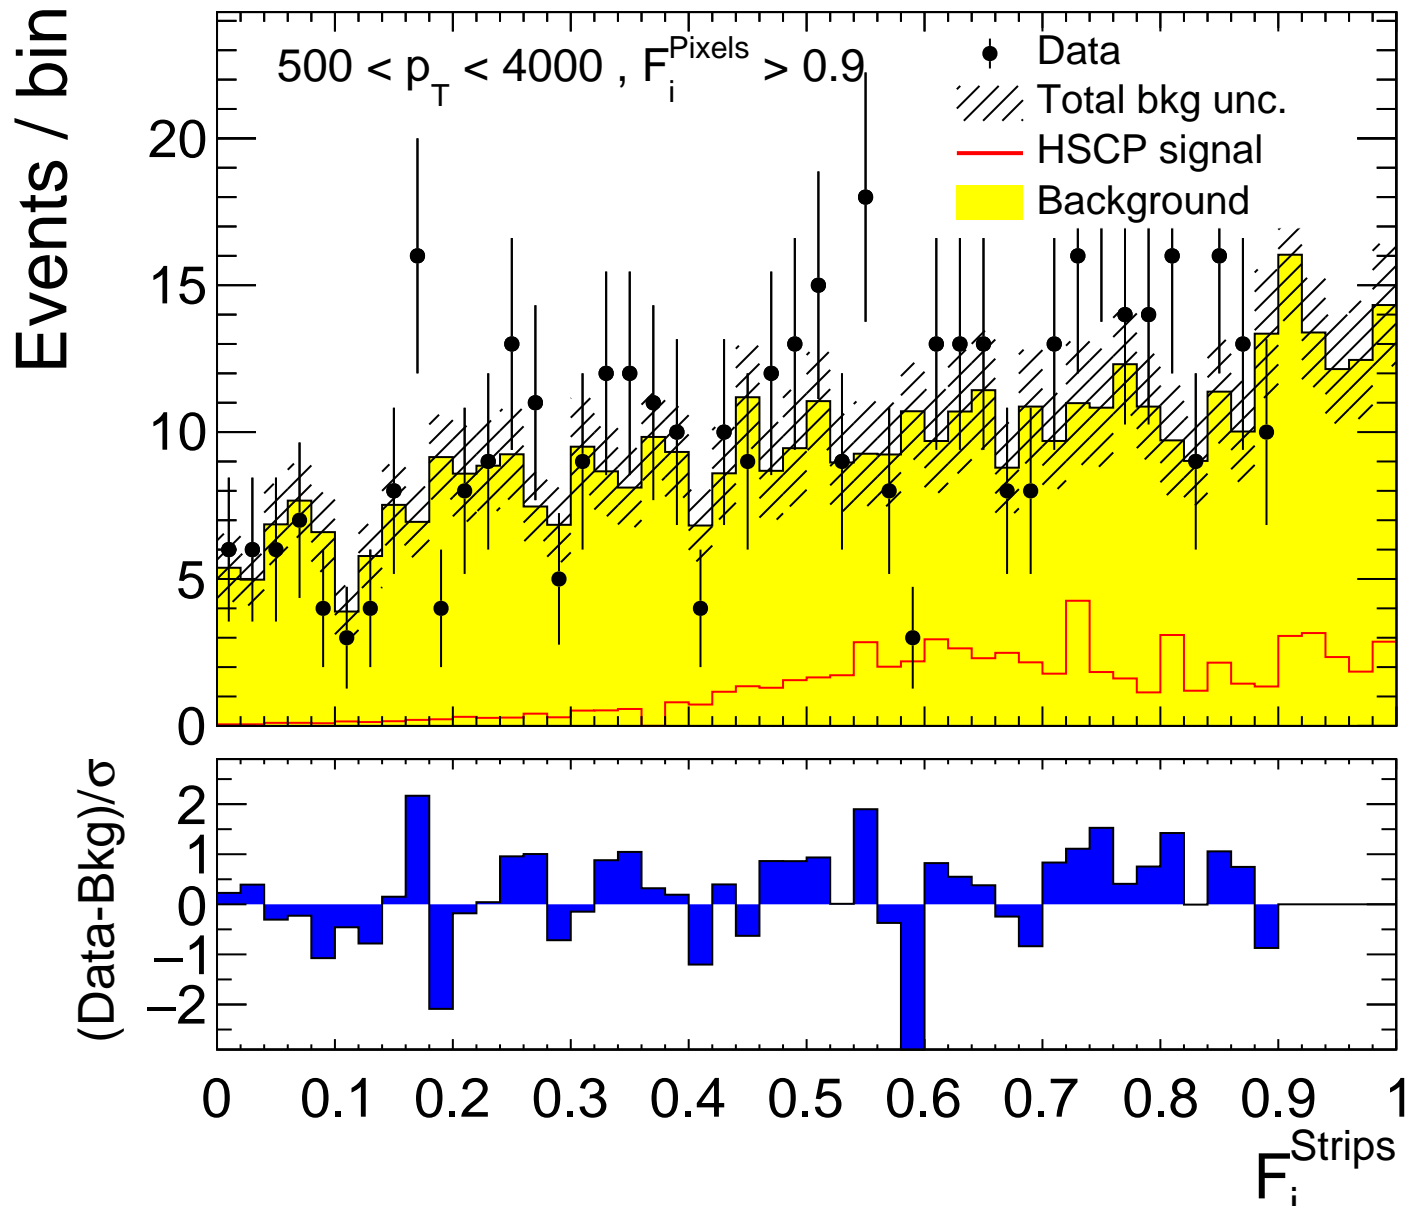 Events / bin
500 < p_T < 4000 , F_i^Pixels > 0.9
Data
Total bkg unc.
HSCP signal
Background
20
15
10
5
0
(Data-Bkg)/σ
2
1
0
−1
−2
0 0.1 0.2 0.3 0.4 0.5 0.6 0.7 0.8 0.9 1
F_i^Strips